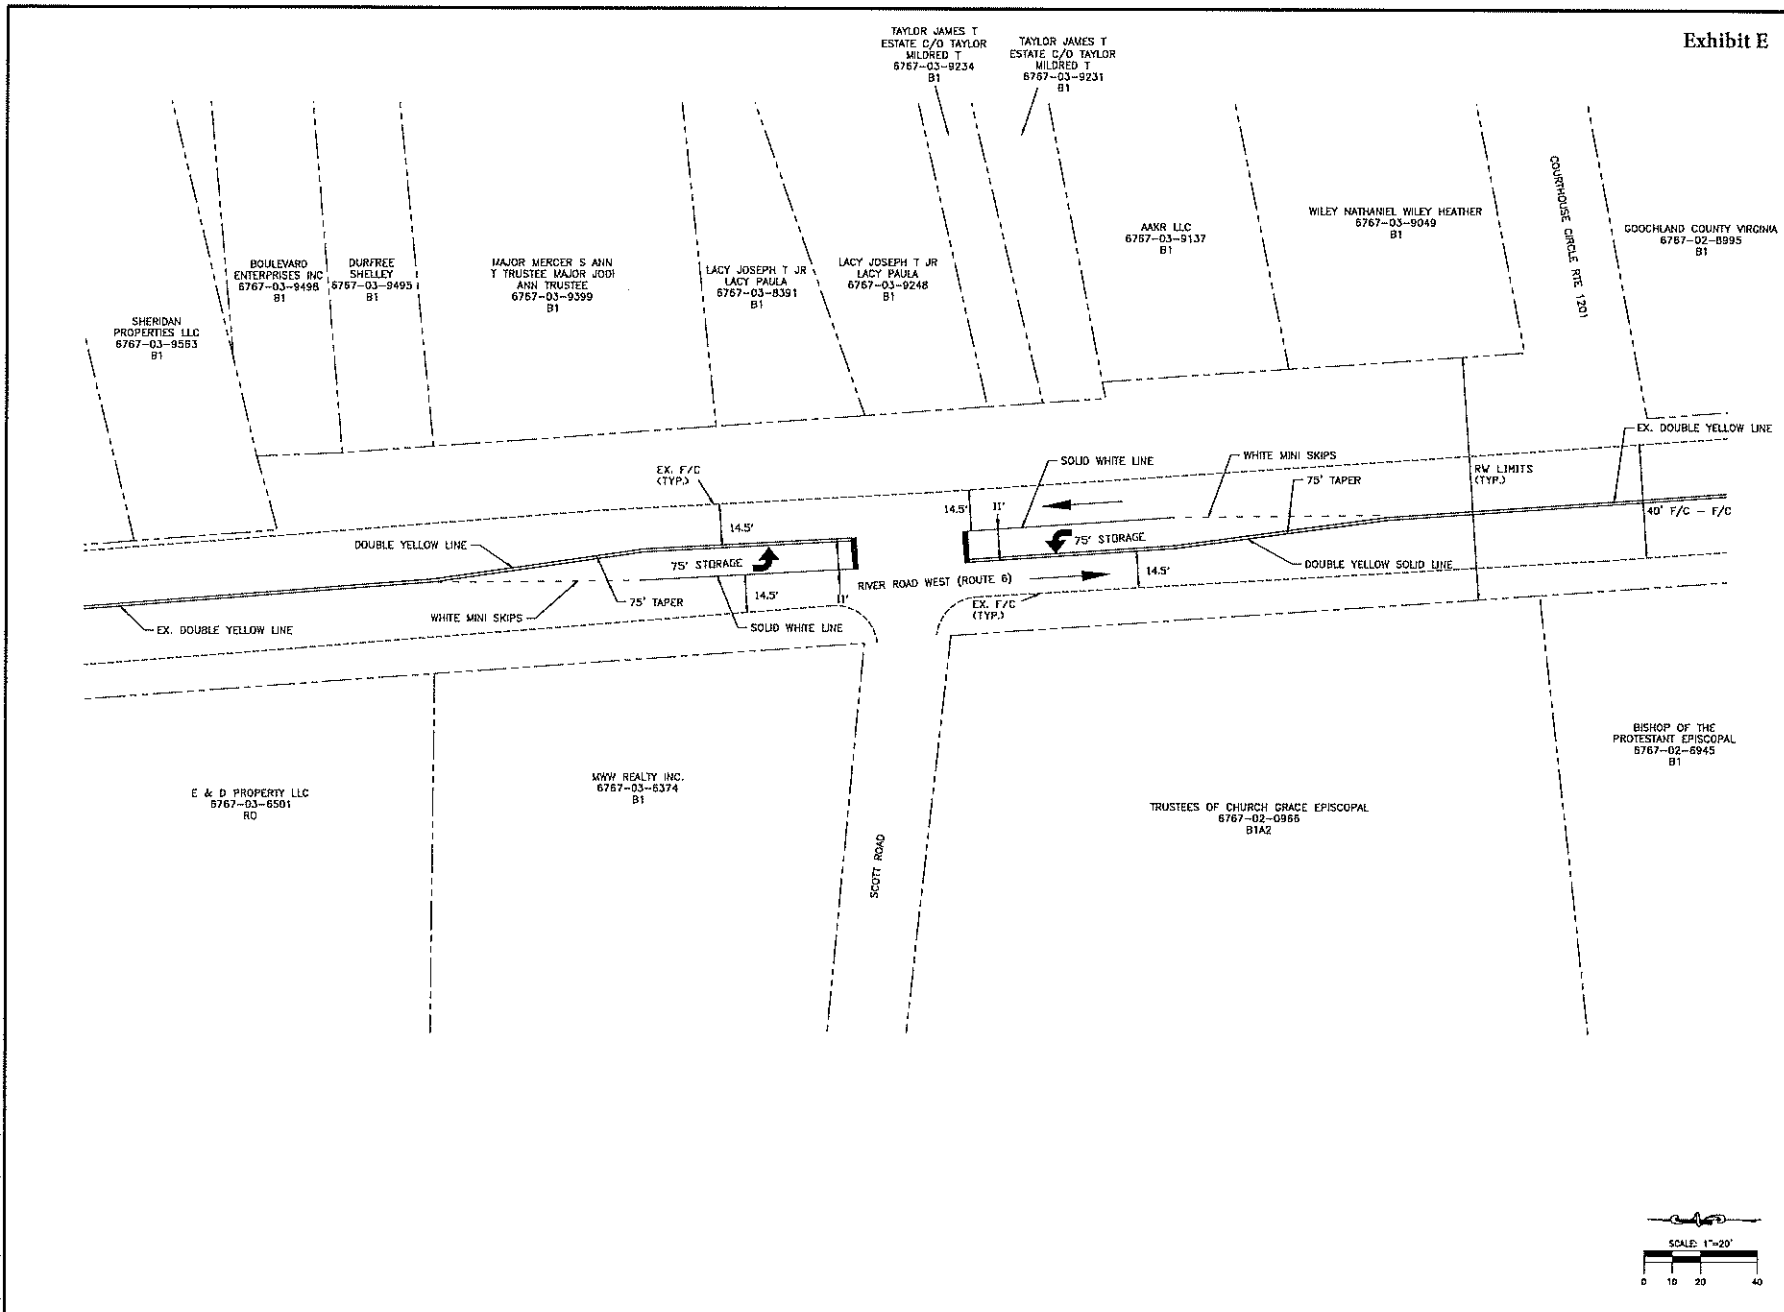 Exhibit E
TAYLOR JAMES T
ESTATE C/O TAYLOR
MILDRED T
6767-03-9234
B1
TAYLOR JAMES T
ESTATE C/O TAYLOR
MILDRED T
6767-03-9231
B1
SHERIDAN
PROPERTIES LLC
6767-03-9563
B1
BOULEVARD
ENTERPRISES INC
6767-03-9498
B1
DURFREE
SHELLEY
6767-03-9495
B1
MAJOR MERCER S ANN
T TRUSTEE MAJOR JODI
ANN TRUSTEE
6767-03-9399
B1
LACY JOSEPH T JR
LACY PAULA
6767-03-8391
B1
LACY JOSEPH T JR
LACY PAULA
6767-03-9248
B1
AAKR LLC
6767-03-9137
B1
WILEY NATHANIEL WILEY HEATHER
6767-03-9049
B1
COURTHOUSE CIRCLE RTE 1201
GOOCHLAND COUNTY VIRGINIA
6767-02-8995
B1
EX. DOUBLE YELLOW LINE
EX. F/C
(TYP.)
SOLID WHITE LINE
WHITE MINI SKIPS
75' TAPER
RW LIMITS
(TYP.)
40' F/C - F/C
14.5'
14.5'
11'
DOUBLE YELLOW LINE
75' STORAGE
75' STORAGE
DOUBLE YELLOW SOLID LINE
RIVER ROAD WEST (ROUTE 6)
14.5'
14.5'
11'
EX. F/C
(TYP.)
EX. DOUBLE YELLOW LINE
WHITE MINI SKIPS
75' TAPER
SOLID WHITE LINE
E & D PROPERTY LLC
6767-03-6501
RO
MWW REALTY INC.
6767-03-6374
B1
SCOTT ROAD
TRUSTEES OF CHURCH GRACE EPISCOPAL
6767-02-0966
B1A2
BISHOP OF THE
PROTESTANT EPISCOPAL
6767-02-6945
B1
SCALE: 1"=20'
0 10 20 40